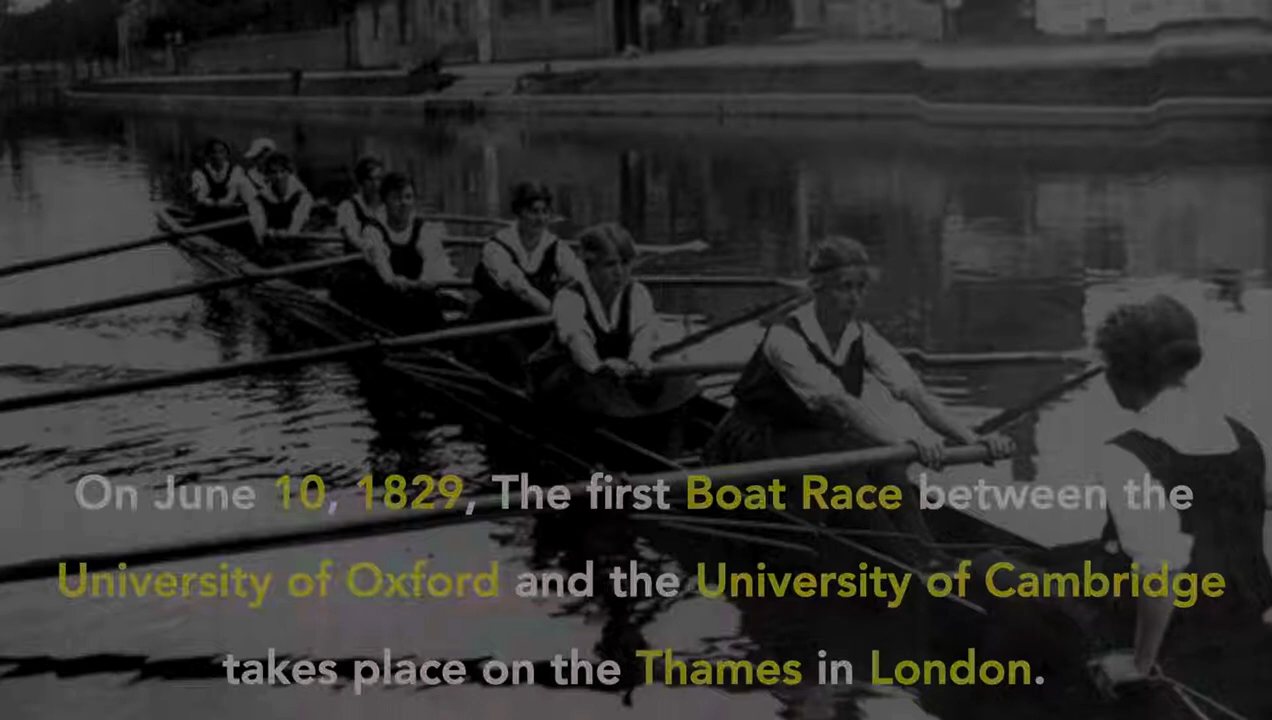 On June 10, 1829, The first Boat Race between the
University of Oxford and the University of Cambridge
takes place on the Thames in London.